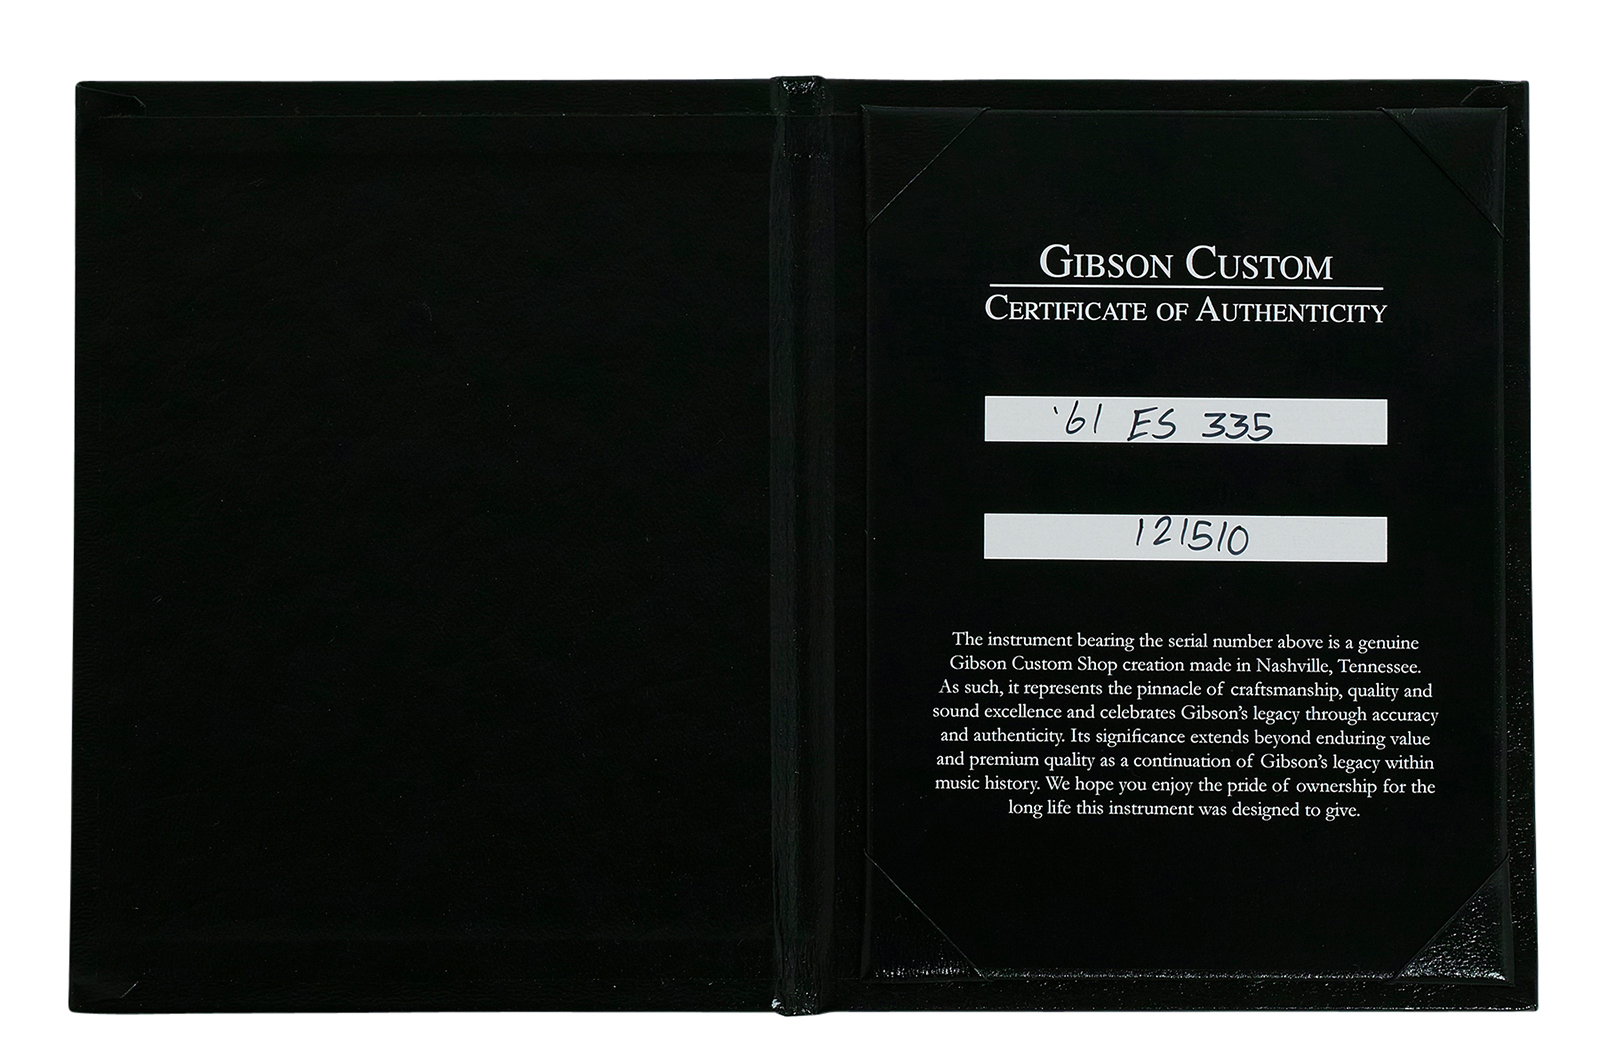 GIBSON CUSTOM
CERTIFICATE OF AUTHENTICITY
'61 ES 335
121510
The instrument bearing the serial number above is a genuine
Gibson Custom Shop creation made in Nashville, Tennessee.
As such, it represents the pinnacle of craftsmanship, quality and
sound excellence and celebrates Gibson's legacy through accuracy
and authenticity. Its significance extends beyond enduring value
and premium quality as a continuation of Gibson's legacy within
music history. We hope you enjoy the pride of ownership for the
long life this instrument was designed to give.